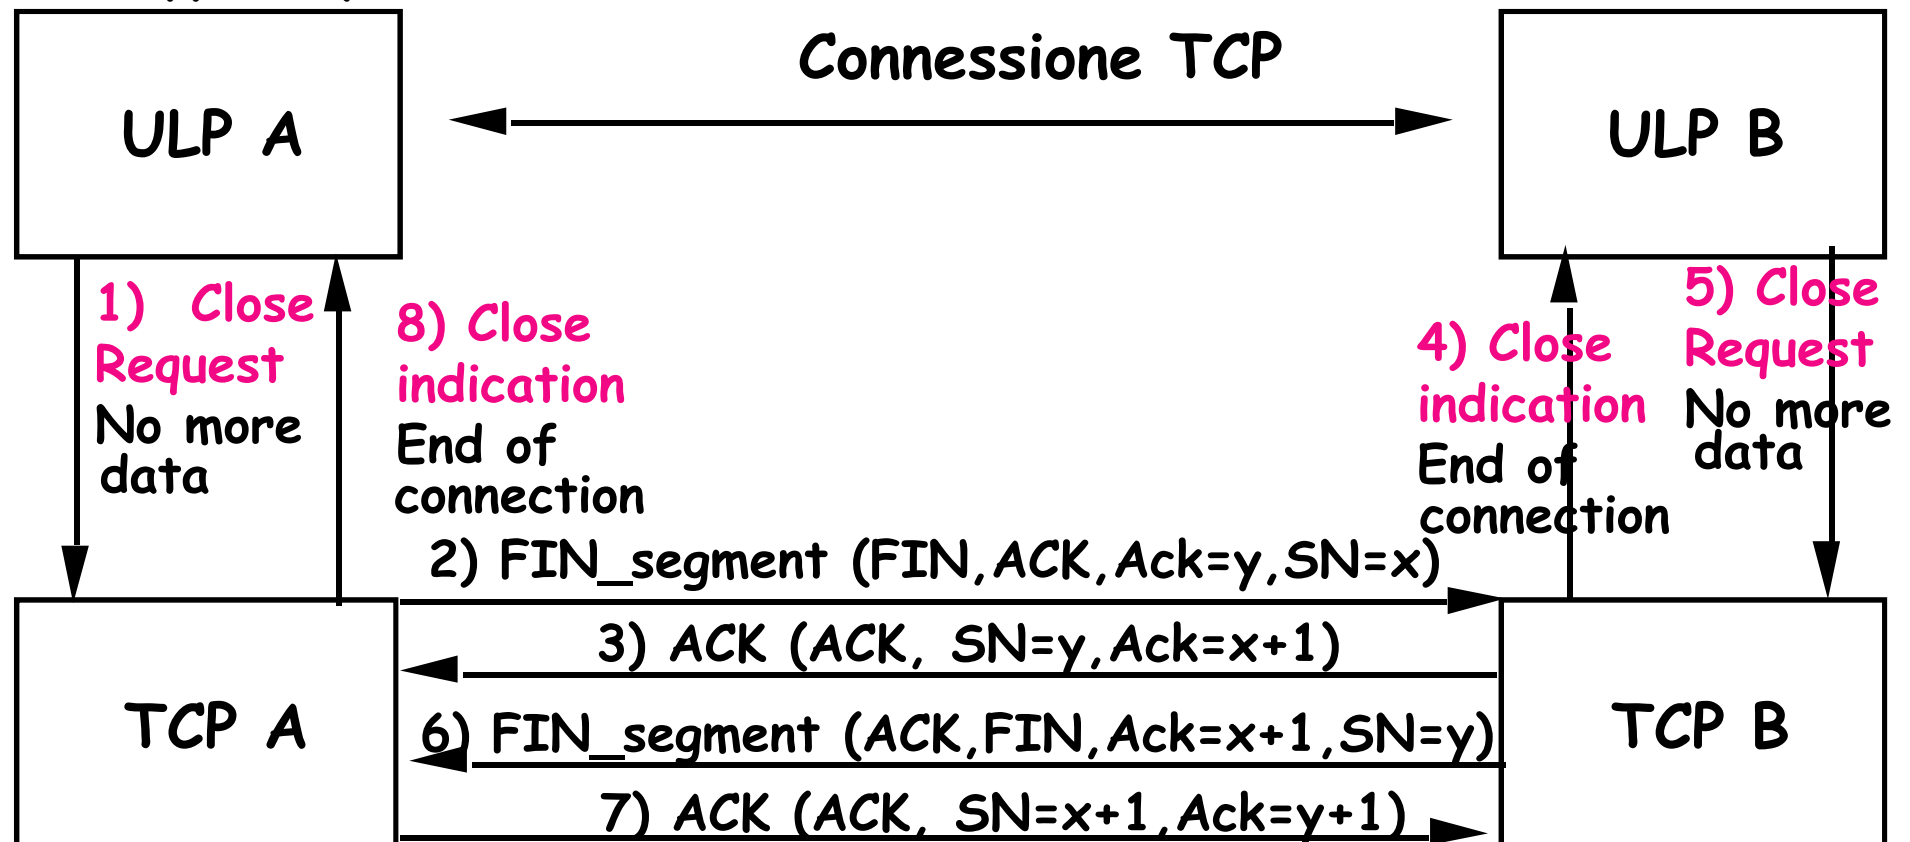 Connessione TCP
ULP A
ULP B
1) Close
Request
No more
data
8) Close
indication
End of
connection
4) Close
indication
End of
connection
5) Close
Request
No more
data
2) FIN_segment (FIN,ACK,Ack=y,SN=x)
3) ACK (ACK, SN=y,Ack=x+1)
TCP A
TCP B
6) FIN_segment (ACK,FIN,Ack=x+1,SN=y)
7) ACK (ACK, SN=x+1,Ack=y+1)